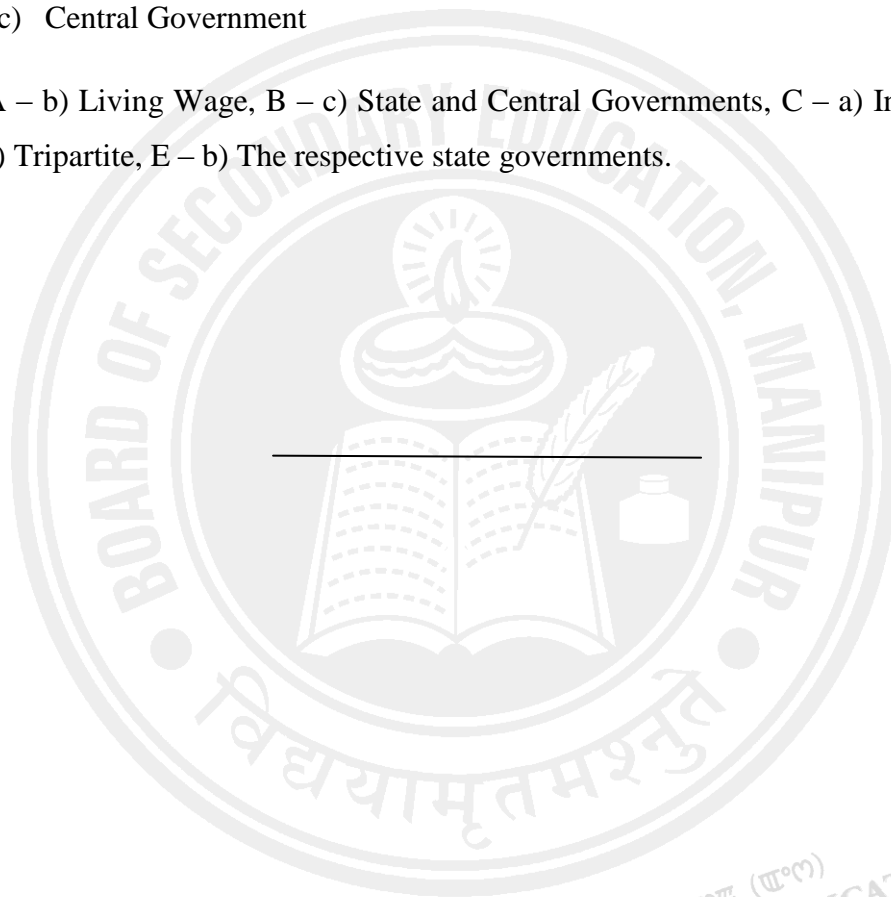 c) Central Government
– b) Living Wage, B – c) State and Central Governments, C – a)
) Tripartite, E – b) The respective state governments.
BOARD OF SECONDARY EDUCATION, MANIPUR
विद्ययामृतमश्नुते